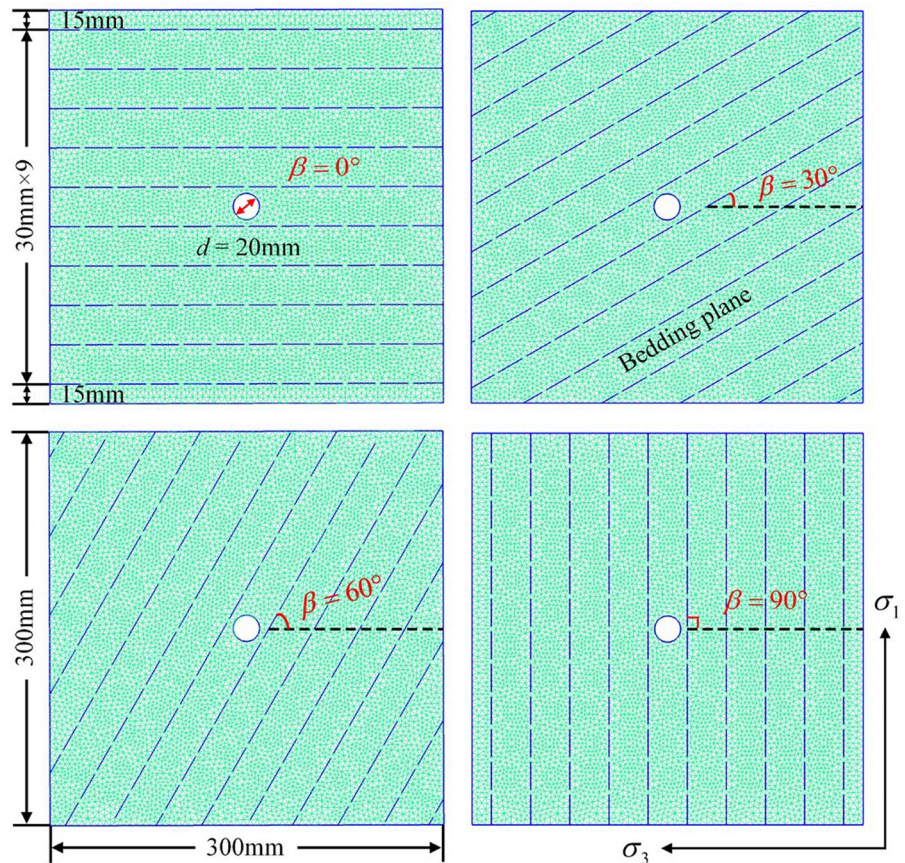 15mm
30mm×9
β = 0°
d = 20mm
15mm
β = 30°
Bedding plane
300mm
β = 60°
300mm
β = 90°
σ1
σ3